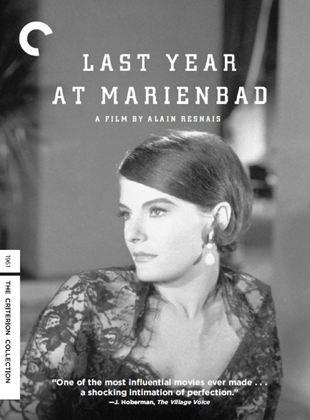 LAST YEAR
AT MARIENBAD
A FILM BY ALAIN RESNAIS
1961
THE CRITERION COLLECTION
“One of the most influential movies ever made . . .
a shocking intimation of perfection.”
—J. Hoberman, The Village Voice